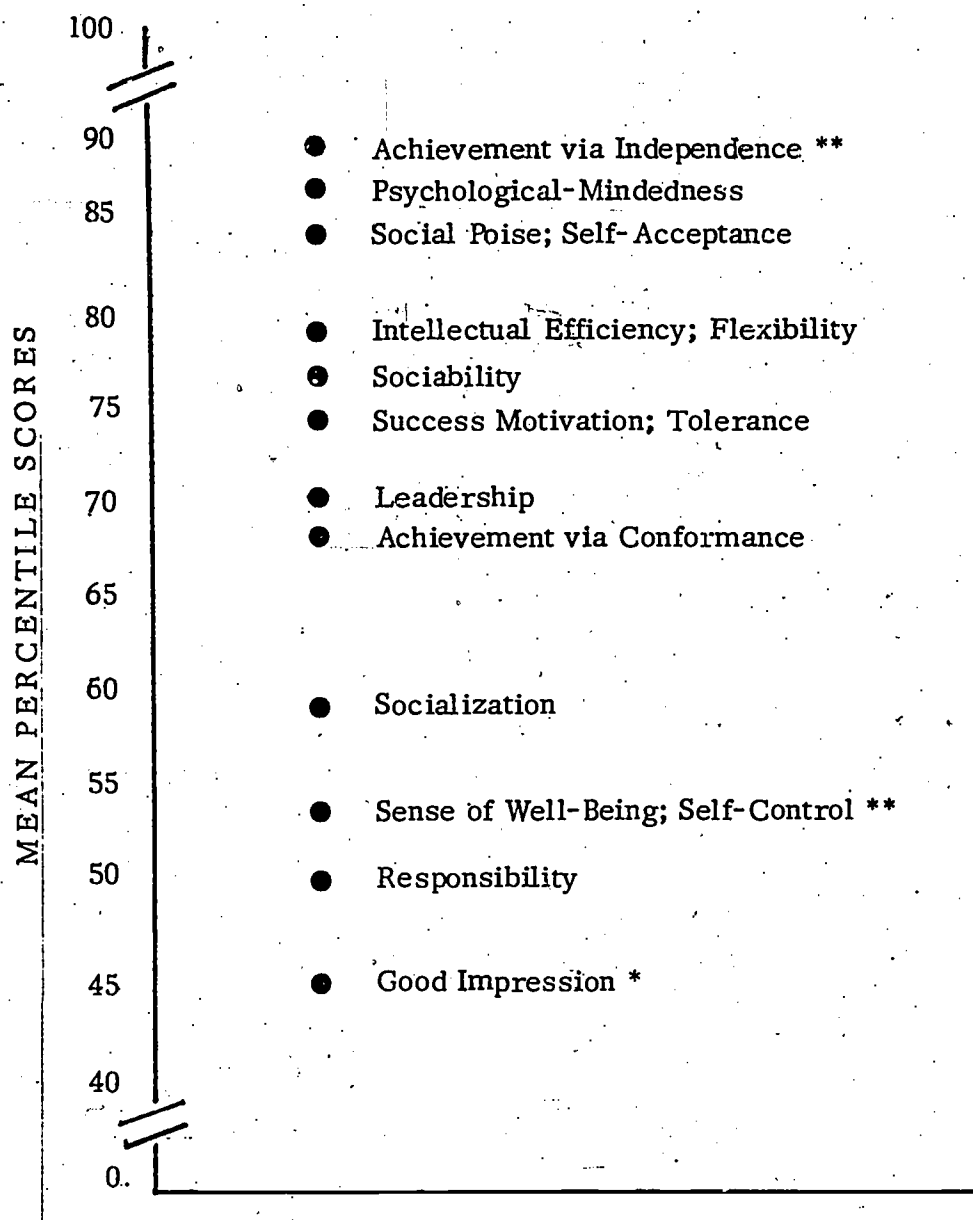 100
90
Achievement via Independence **
Psychological-Mindedness
85
Social Poise; Self-Acceptance
80
Intellectual Efficiency; Flexibility
Sociability
75
Success Motivation; Tolerance
70
Leadership
Achievement via Conformance
65
60
Socialization
55
Sense of Well-Being; Self-Control **
50
Responsibility
45
Good Impression *
40
0
MEAN PERCENTILE SCORES